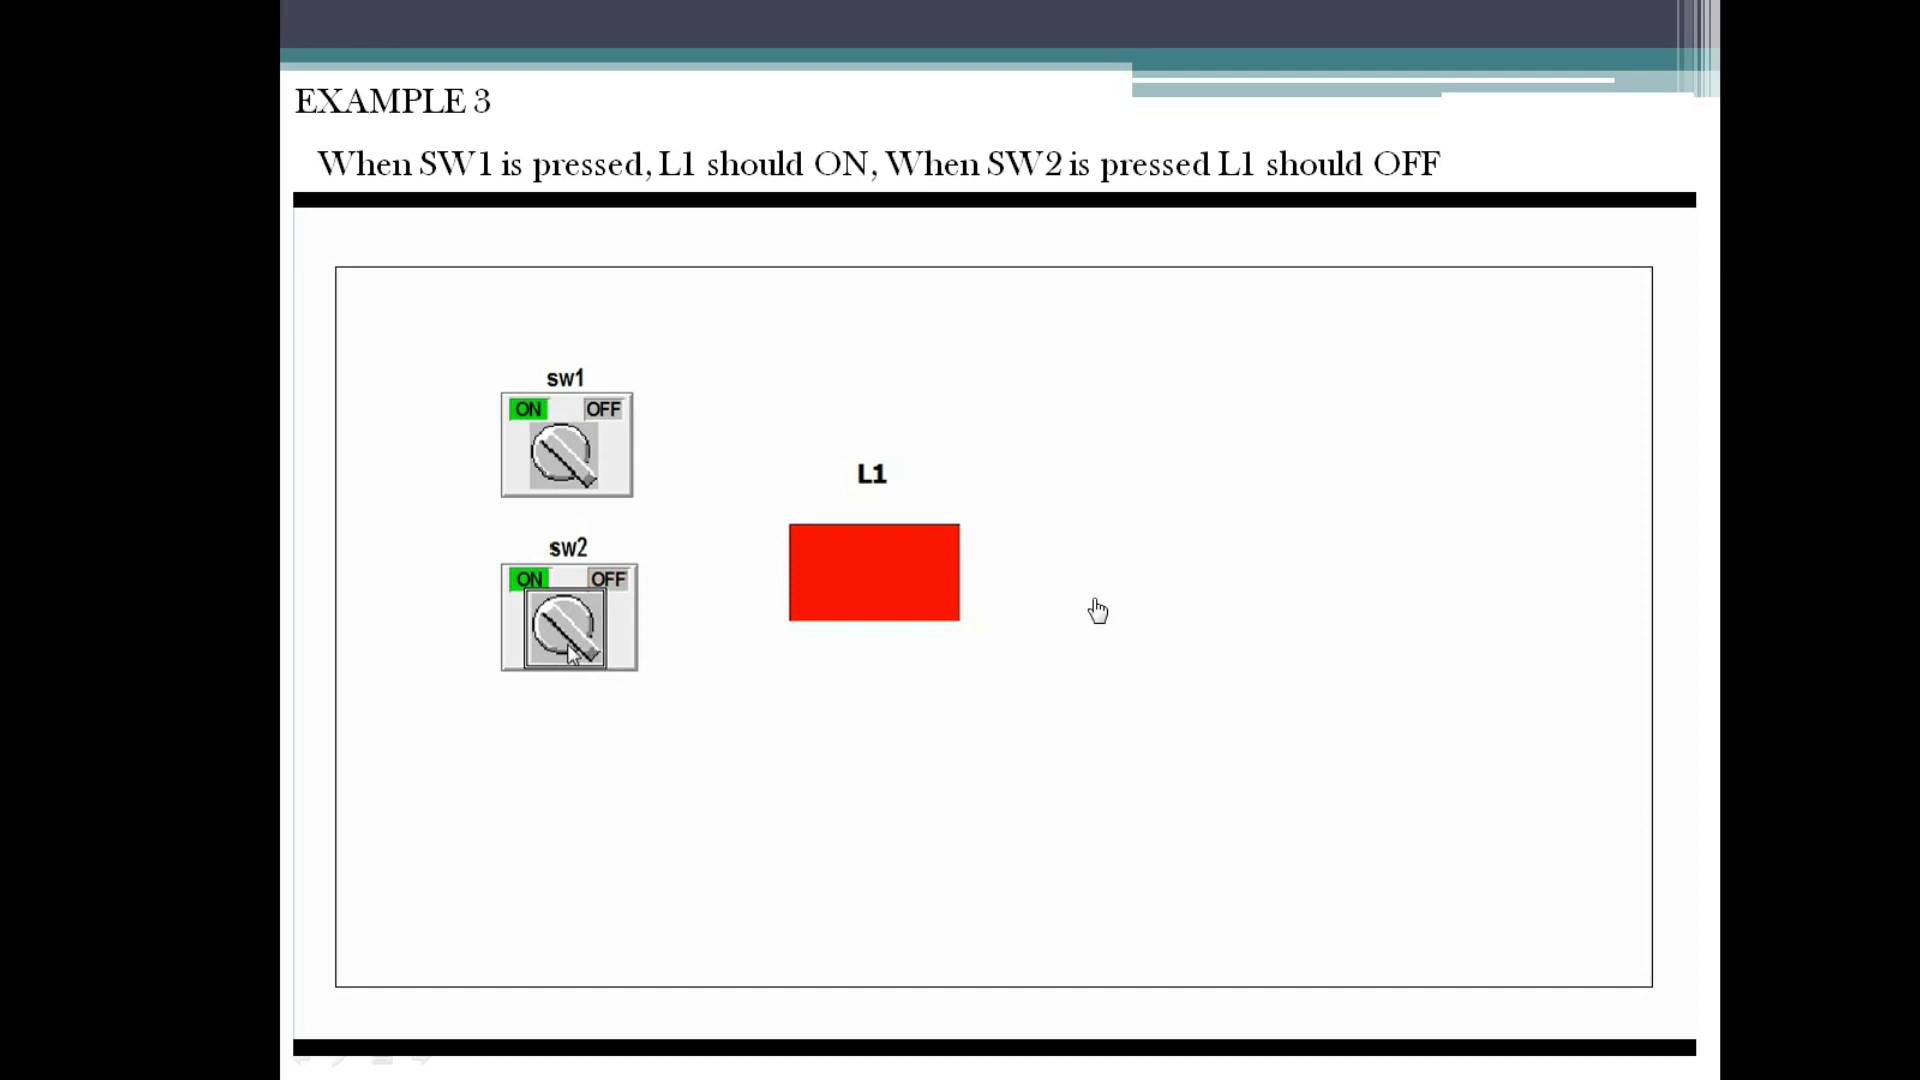 EXAMPLE 3
When SW1 is pressed, L1 should ON, When SW2 is pressed L1 should OFF
sw1
ON OFF
L1
sw2
ON OFF